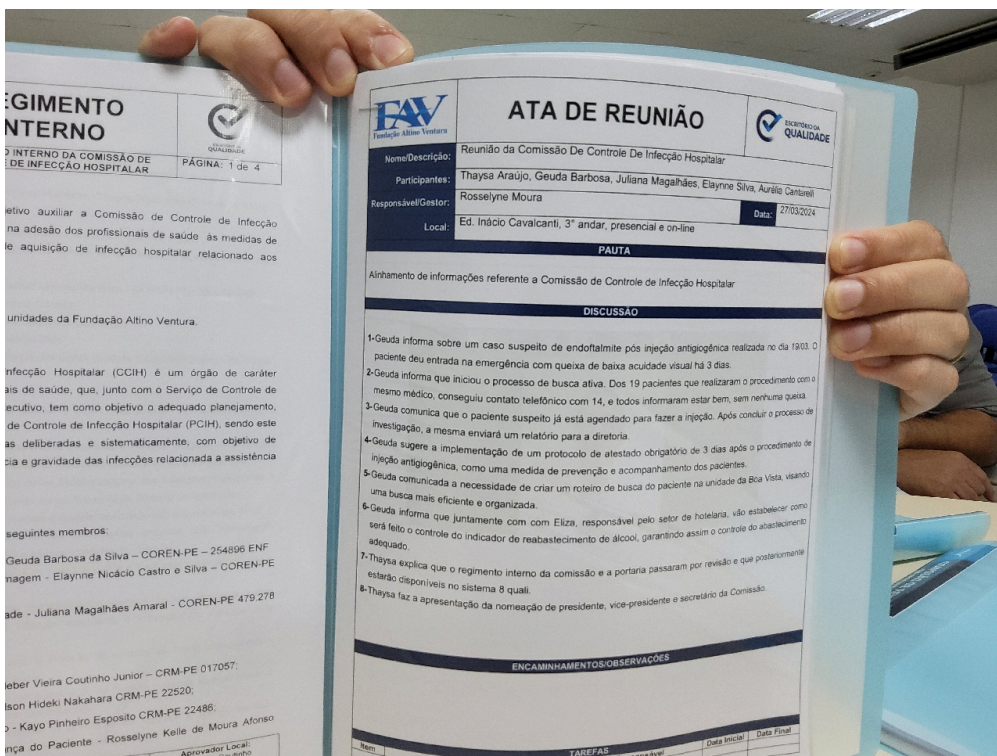 EGIMENTO
NTERNO
ESCRITÓRIO DA
QUALIDADE
O INTERNO DA COMISSÃO DE
E DE INFECÇÃO HOSPITALAR
PÁGINA: 1 de 4
etivo auxiliar a Comissão de Controle de Infecção
na adesão dos profissionais de saúde às medidas de
de aquisição de infecção hospitalar relacionado aos
unidades da Fundação Altino Ventura.
nfecção Hospitalar (CCIH) é um órgão de caráter
ais de saúde, que, junto com o Serviço de Controle de
ecutivo, tem como objetivo o adequado planejamento,
de Controle de Infecção Hospitalar (PCIH), sendo este
as deliberadas e sistematicamente, com objetivo de
cia e gravidade das infecções relacionada a assistência
seguintes membros:
Geuda Barbosa da Silva – COREN-PE – 254896 ENF
magem - Elaynne Nicácio Castro e Silva – COREN-PE
ade - Juliana Magalhães Amaral - COREN-PE 479.278
leber Vieira Coutinho Junior – CRM-PE 017057;
lson Hideki Nakahara CRM-PE 22520;
o - Kayo Pinheiro Esposito CRM-PE 22486;
nça do Paciente - Rosselyne Kelle de Moura Afonso
Aprovador Local:
Coutinho
FAV
Fundação Altino Ventura
ATA DE REUNIÃO
ESCRITÓRIO DA
QUALIDADE
Nome/Descrição: Reunião da Comissão De Controle De Infecção Hospitalar
Participantes: Thaysa Araújo, Geuda Barbosa, Juliana Magalhães, Elaynne Silva, Aurélio Cantarelli
Responsável/Gestor: Rosselyne Moura Data: 27/03/2024
Local: Ed. Inácio Cavalcanti, 3° andar, presencial e on-line
PAUTA
Alinhamento de informações referente a Comissão de Controle de Infecção Hospitalar
DISCUSSÃO
1-Geuda informa sobre um caso suspeito de endoftalmite pós injeção antigiogênica realizada no dia 19/03. O
paciente deu entrada na emergência com queixa de baixa acuidade visual há 3 dias.
2-Geuda informa que iniciou o processo de busca ativa. Dos 19 pacientes que realizaram o procedimento com o
mesmo médico, conseguiu contato telefônico com 14, e todos informaram estar bem, sem nenhuma queixa.
3-Geuda comunica que o paciente suspeito já está agendado para fazer a injeção. Após concluir o processo de
investigação, a mesma enviará um relatório para a diretoria.
4-Geuda sugere a implementação de um protocolo de atestado obrigatório de 3 dias após o procedimento de
injeção antigiogênica, como uma medida de prevenção e acompanhamento dos pacientes.
5-Geuda comunicada a necessidade de criar um roteiro de busca do paciente na unidade da Boa Vista, visando
uma busca mais eficiente e organizada.
6-Geuda informa que juntamente com com Eliza, responsável pelo setor de hotelaria, vão estabelecer como
será feito o controle do indicador de reabastecimento de álcool, garantindo assim o controle do abastecimento
adequado.
7-Thaysa explica que o regimento interno da comissão e a portaria passaram por revisão e que posteriormente
estarão disponíveis no sistema 8 quali.
8-Thaysa faz a apresentação da nomeação de presidente, vice-presidente e secretário da Comissão.
ENCAMINHAMENTOS/OBSERVAÇÕES
TAREFAS
Item Data Inicial Data Final